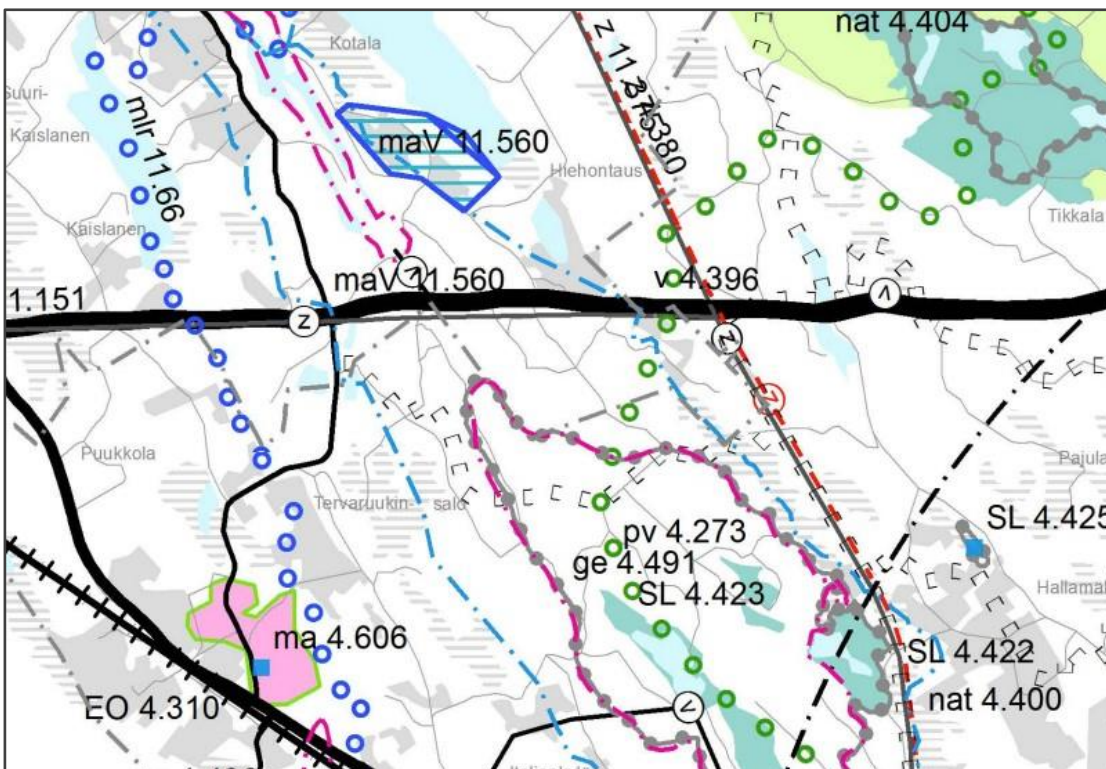 nat 4.404
Kotala
z 11.
380
Suuri-
Kaislanen
mlr 11.66
maV 11.560
Hiehontaus
Tikkala
Kaislanen
maV 11.560
v 4.396
1.151
z
v
z
Puukkola
Pajula
Tervaruukin-
salo
SL 4.425
pv 4.273
ge 4.491
SL 4.423
ma 4.606
SL 4.422
EO 4.310
nat 4.400